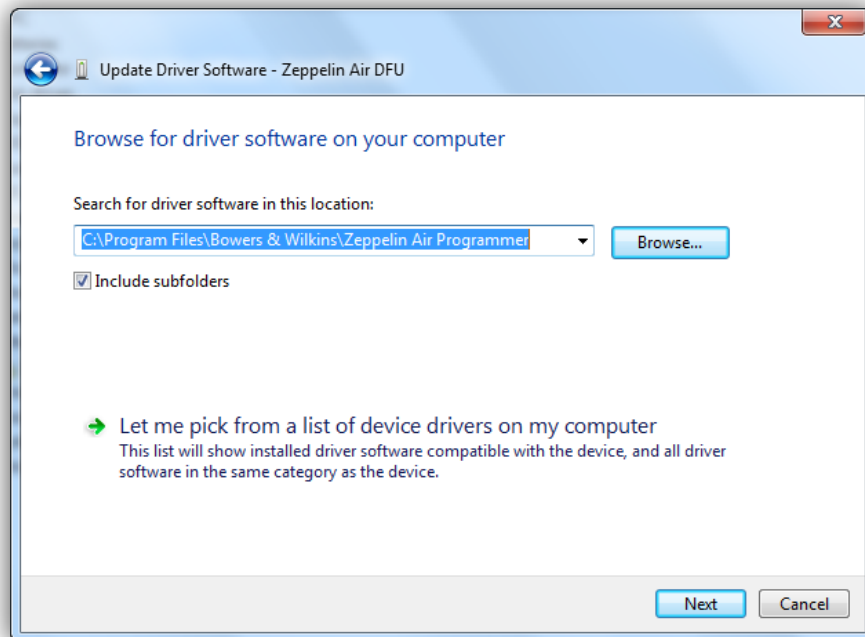 Update Driver Software - Zeppelin Air DFU
Browse for driver software on your computer
Search for driver software in this location:
C:\Program Files\Bowers & Wilkins\Zeppelin Air Programmer
Browse...
Include subfolders
Let me pick from a list of device drivers on my computer
This list will show installed driver software compatible with the device, and all driver
software in the same category as the device.
Next
Cancel